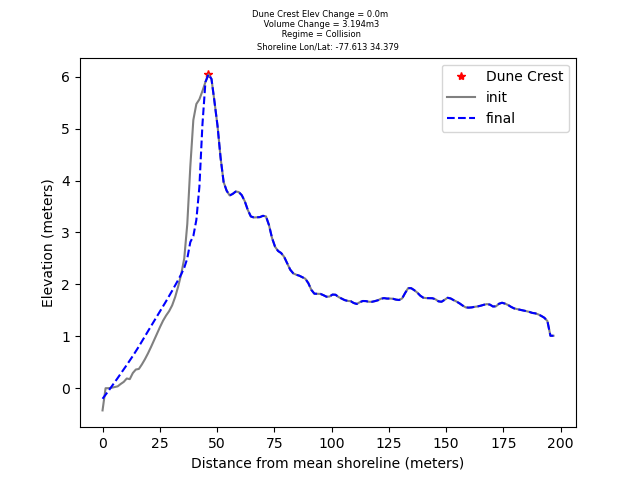 Dune Crest Elev Change = 0.0m
Volume Change = 3.194m3
Regime = Collision
Shoreline Lon/Lat: -77.613 34.379
Dune Crest
init
final
6
5
4
3
2
1
0
Elevation (meters)
0 25 50 75 100 125 150 175 200
Distance from mean shoreline (meters)